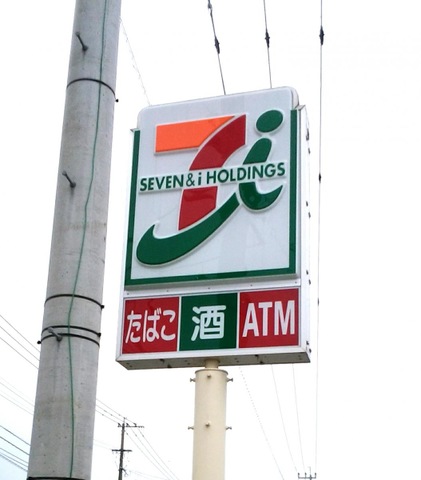 SEVEN & i HOLDINGS
たばこ 酒 ATM